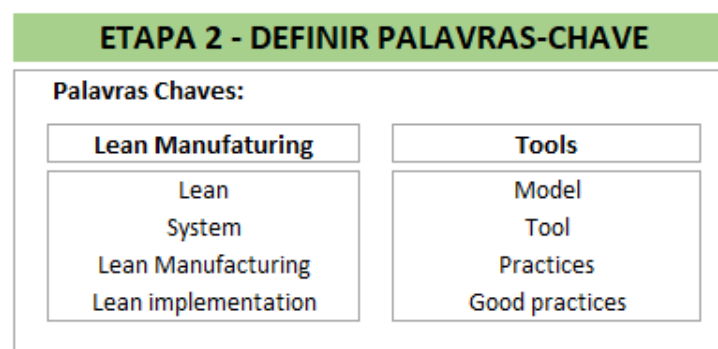 ETAPA 2 - DEFINIR PALAVRAS-CHAVE
Palavras Chaves:
Lean Manufaturing
Tools
Lean
System
Lean Manufacturing
Lean implementation
Model
Tool
Practices
Good practices